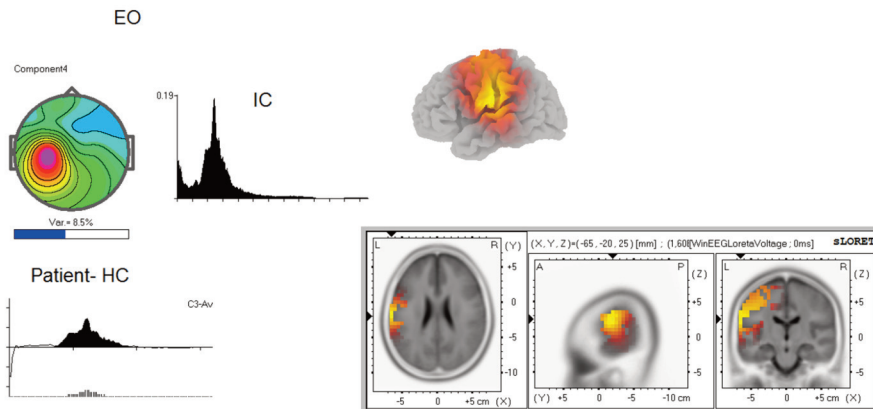 EO
Component4
0.19
IC
Var.= 8.5%
Patient- HC
C3-Av
L R (Y)
+5
0
-5
-10
-5 0 +5 cm (X)
(X, Y, Z)=(-65, -20, 25) [mm] ; (1,60)[WinEEGLoretaVoltage ; 0ms] sLORET
A P (Z)
+5
0
-5
(Y) +5 0 -5 -10 cm
L R (Z)
+5
0
-5
-5 0 +5 cm (X)